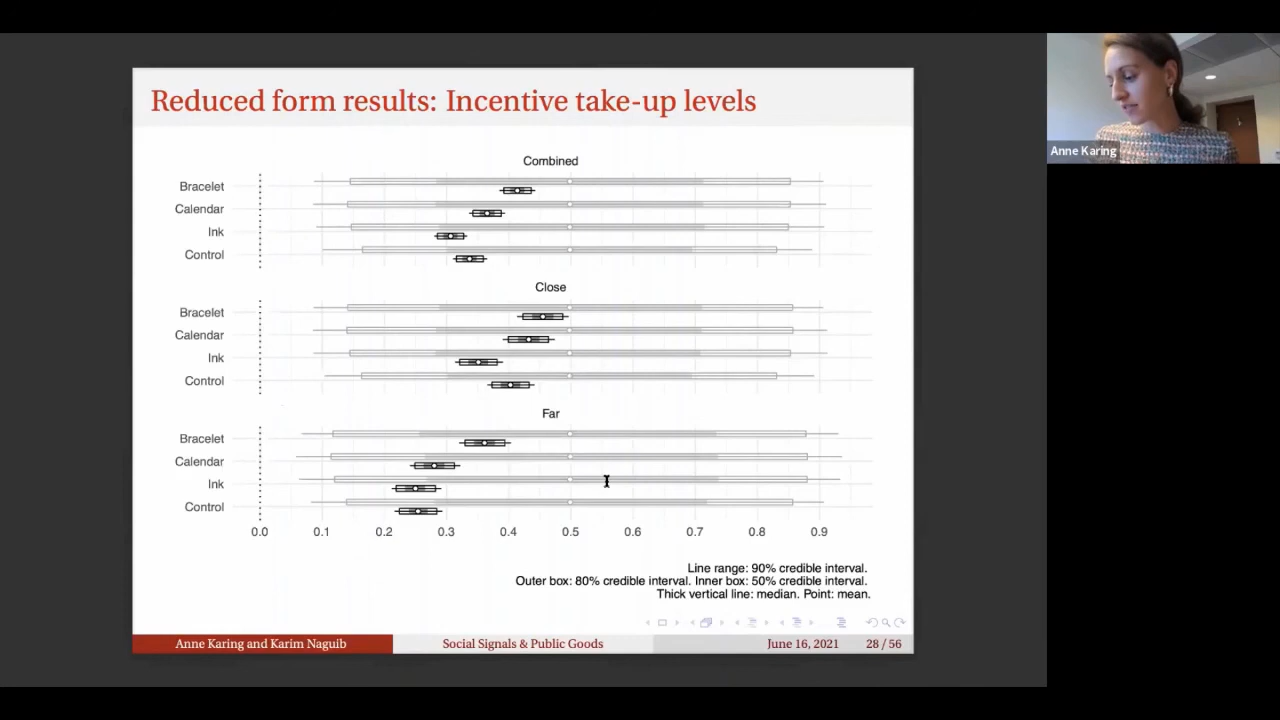 Reduced form results: Incentive take-up levels
Anne Karing
Combined
Bracelet
Calendar
Ink
Control
Close
Bracelet
Calendar
Ink
Control
Far
Bracelet
Calendar
Ink
Control
0.0 0.1 0.2 0.3 0.4 0.5 0.6 0.7 0.8 0.9
Line range: 90% credible interval.
Outer box: 80% credible interval. Inner box: 50% credible interval.
Thick vertical line: median. Point: mean.
Anne Karing and Karim Naguib Social Signals & Public Goods June 16, 2021 28 / 56